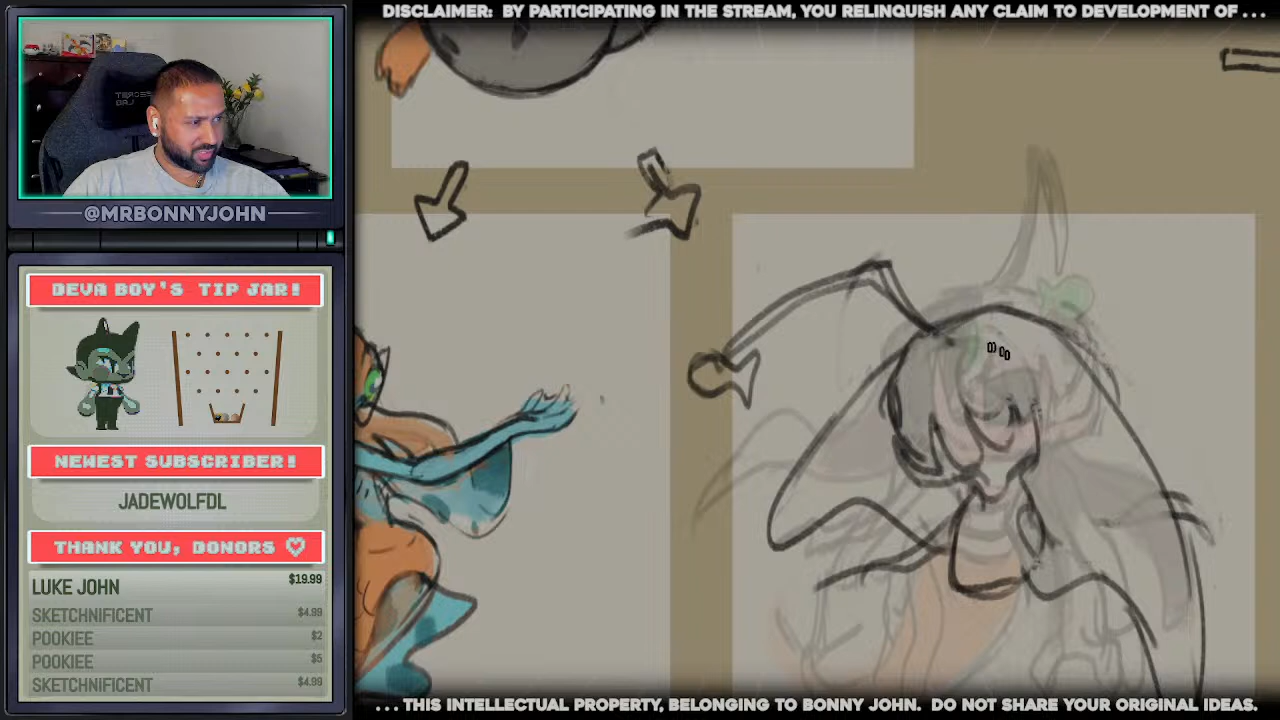 DISCLAIMER: BY PARTICIPATING IN THE STREAM, YOU RELINQUISH ANY CLAIM TO DEVELOPMENT OF ...
@MRBONNYJOHN
DEVA BOY'S TIP JAR!
NEWEST SUBSCRIBER!
JADEWOLFDL
THANK YOU, DONORS ♡
LUKE JOHN $19.99
SKETCHNIFICENT $4.99
POOKIEE $2
POOKIEE $5
SKETCHNIFICENT $4.99
... THIS INTELLECTUAL PROPERTY, BELONGING TO BONNY JOHN. DO NOT SHARE YOUR ORIGINAL IDEAS.